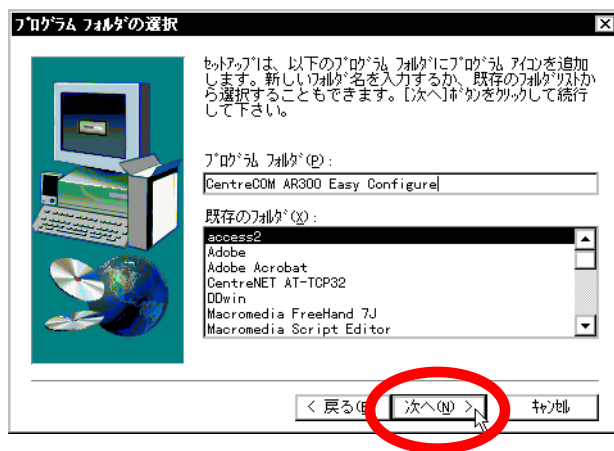 プログラム フォルダの選択
ｾｯﾄｱｯﾌﾟは、以下のﾌﾟﾛｸﾞﾗﾑ ﾌｫﾙﾀﾞにﾌﾟﾛｸﾞﾗﾑ ｱｲｺﾝを追加
します。新しいﾌｫﾙﾀﾞ名を入力するか、既存のﾌｫﾙﾀﾞﾘｽﾄか
ら選択することもできます。[次へ]ﾎﾞﾀﾝをｸﾘｯｸして続行
して下さい。
ﾌﾟﾛｸﾞﾗﾑ ﾌｫﾙﾀﾞ(P):
CentreCOM AR300 Easy Configure
既存のﾌｫﾙﾀﾞ(X):
access2
Adobe
Adobe Acrobat
CentreNET AT-TCP32
DDwin
Macromedia FreeHand 7J
Macromedia Script Editor
< 戻る(B 次へ(N) > ｷｬﾝｾﾙ